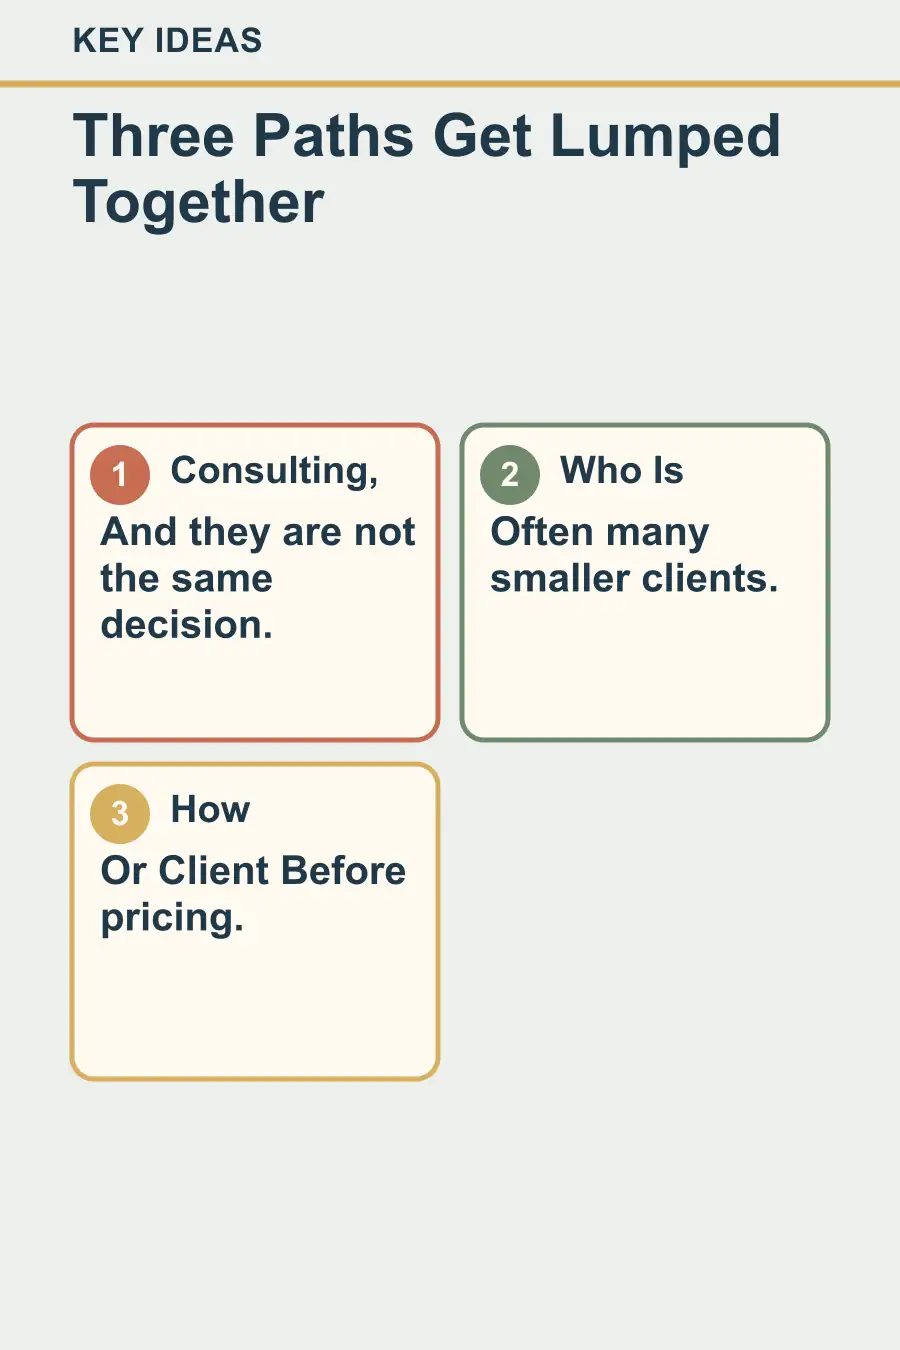 KEY IDEAS
Three Paths Get Lumped
Together
1 Consulting,
And they are not
the same
decision.
2 Who Is
Often many
smaller clients.
3 How
Or Client Before
pricing.